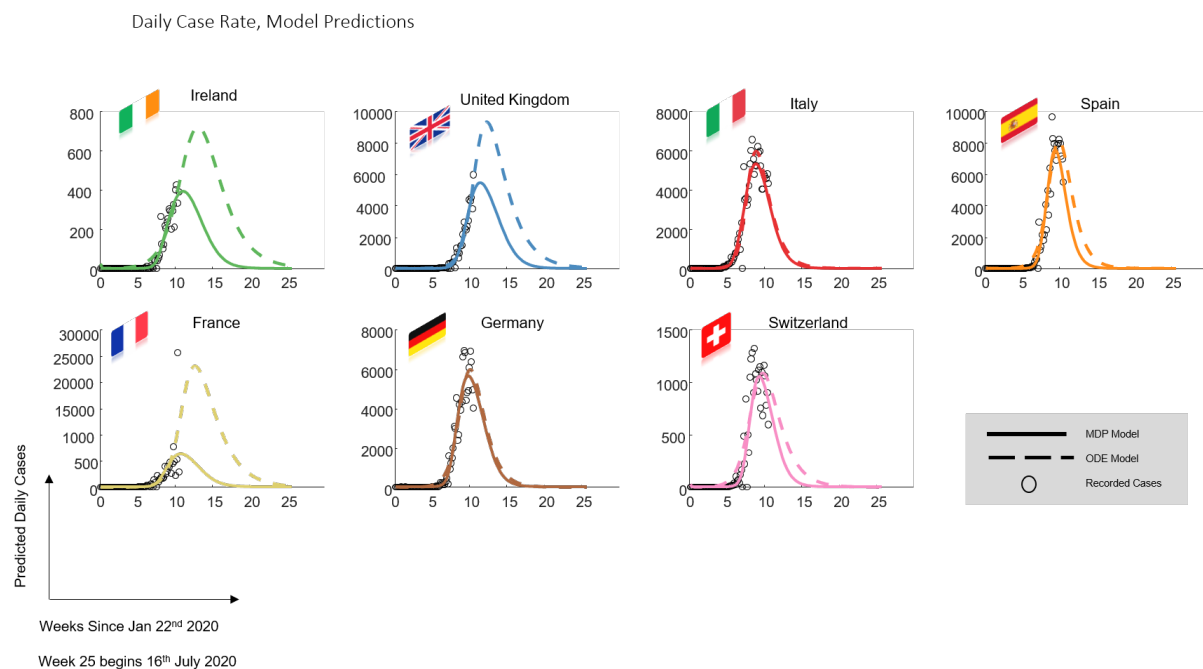 Daily Case Rate, Model Predictions
Ireland
800
600
400
200
0
0 5 10 15 20 25
United Kingdom
10000
8000
6000
4000
2000
0
0 5 10 15 20 25
Italy
8000
6000
4000
2000
0
0 5 10 15 20 25
Spain
10000
8000
6000
4000
2000
0
0 5 10 15 20 25
France
30000
25000
20000
15000
1000
500
0
0 5 10 15 20 25
Germany
8000
6000
4000
2000
0
0 5 10 15 20 25
Switzerland
1500
1000
500
0
0 5 10 15 20 25
MDP Model
ODE Model
Recorded Cases
Predicted Daily Cases
Weeks Since Jan 22nd 2020
Week 25 begins 16th July 2020